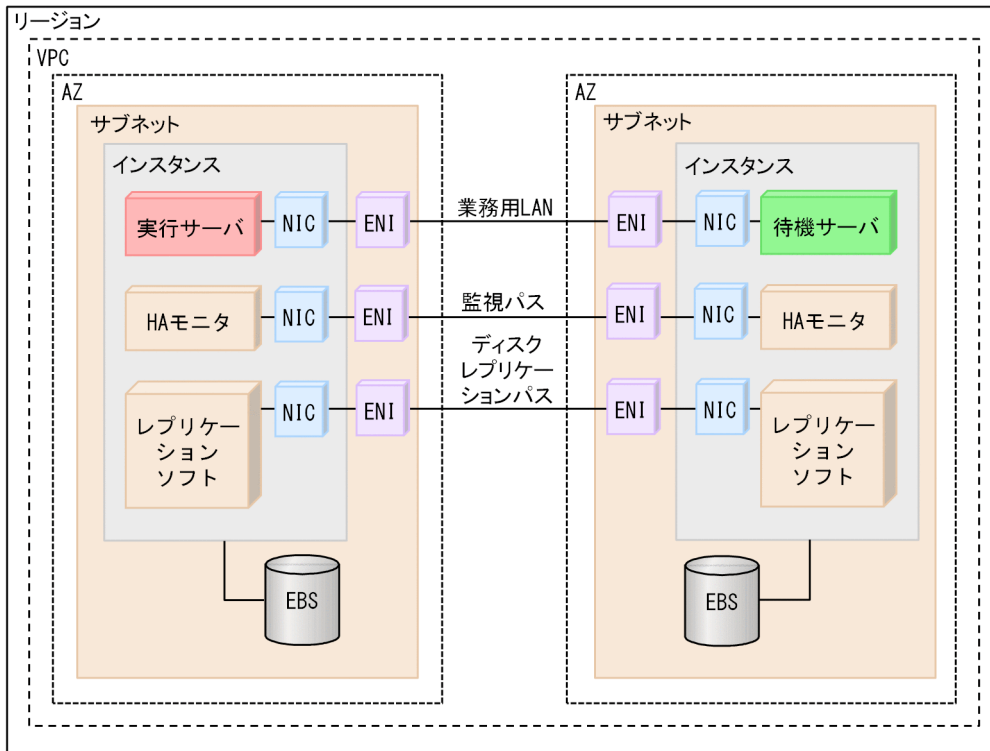 リージョン
VPC
AZ
サブネット
インスタンス
実行サーバ
NIC
ENI
業務用LAN
HAモニタ
NIC
ENI
監視パス
レプリケー
ション
ソフト
NIC
ENI
ディスク
レプリケー
ションパス
EBS
AZ
サブネット
インスタンス
ENI
NIC
待機サーバ
ENI
NIC
HAモニタ
ENI
NIC
レプリケー
ション
ソフト
EBS